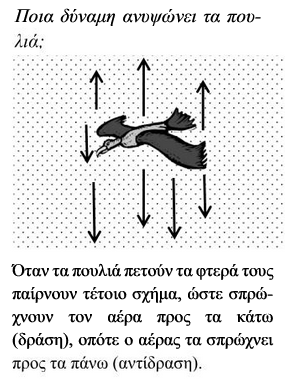 Ποια δύναμη ανυψώνει τα που-
λιά;
Όταν τα πουλιά πετούν τα φτερά τους
παίρνουν τέτοιο σχήμα, ώστε σπρώ-
χνουν τον αέρα προς τα κάτω
(δράση), οπότε ο αέρας τα σπρώχνει
προς τα πάνω (αντίδραση).